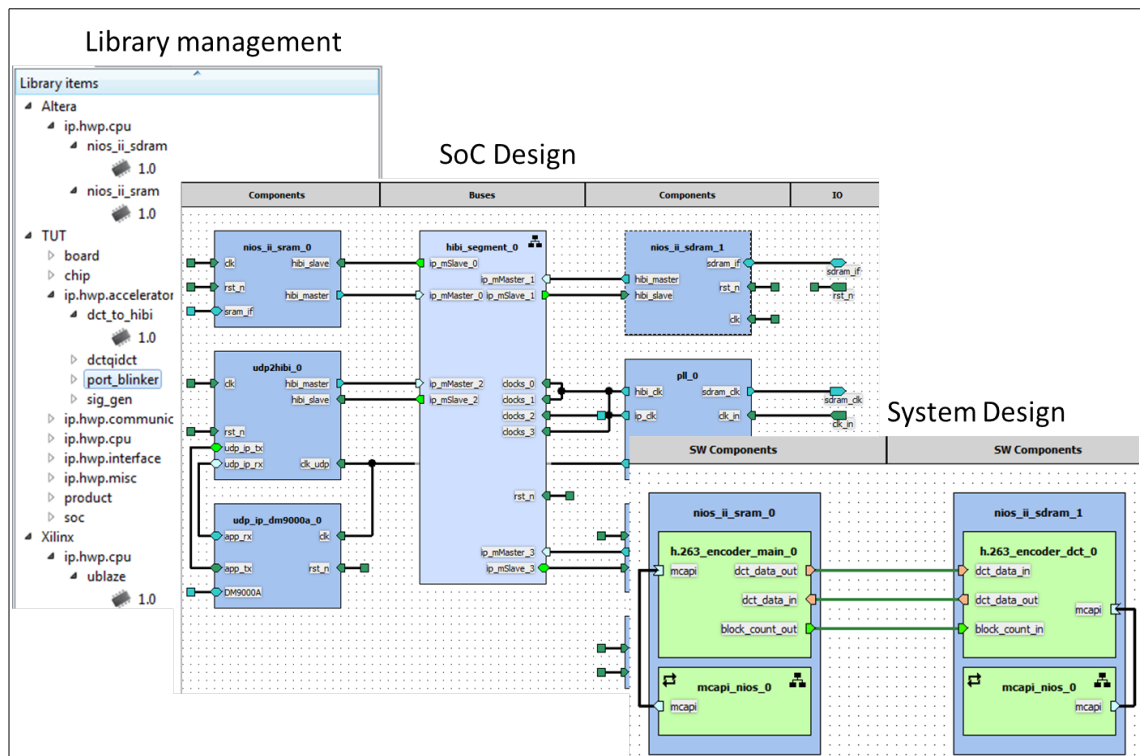 Library management
Library items
Altera
ip.hwp.cpu
nios_ii_sdram
1.0
nios_ii_sram
1.0
TUT
board
chip
ip.hwp.accelerator
dct_to_hibi
1.0
dctqidct
port_blinker
sig_gen
ip.hwp.communic
ip.hwp.cpu
ip.hwp.interface
ip.hwp.misc
product
soc
Xilinx
ip.hwp.cpu
ublaze
1.0
SoC Design
Components Buses Components IO
nios_ii_sram_0
clk hibi_slave
rst_n hibi_master
sram_if
udp2hibi_0
clk hibi_master
hibi_slave
rst_n
udp_ip_tx
udp_ip_rx clk_udp
udp_ip_dm9000a_0
app_rx clk
app_tx rst_n
DM9000A
hibi_segment_0
ip_mSlave_0
ip_mMaster_1
ip_mMaster_0 ip_mSlave_1
ip_mMaster_2 clocks_0
ip_mSlave_2 clocks_1
clocks_2
clocks_3
rst_n
ip_mMaster_3
ip_mSlave_3
nios_ii_sdram_1
sdram_if
hibi_master rst_n
hibi_slave
clk
pll_0
hibi_clk sdram_clk
ip_clk clk_in
sdram_if
rst_n
sdram_clk
clk_in
System Design
SW Components SW Components
nios_ii_sram_0
h.263_encoder_main_0
mcapi dct_data_out
dct_data_in
block_count_out
mcapi_nios_0
mcapi
nios_ii_sdram_1
h.263_encoder_dct_0
dct_data_in
dct_data_out
mcapi
block_count_in
mcapi_nios_0
mcapi